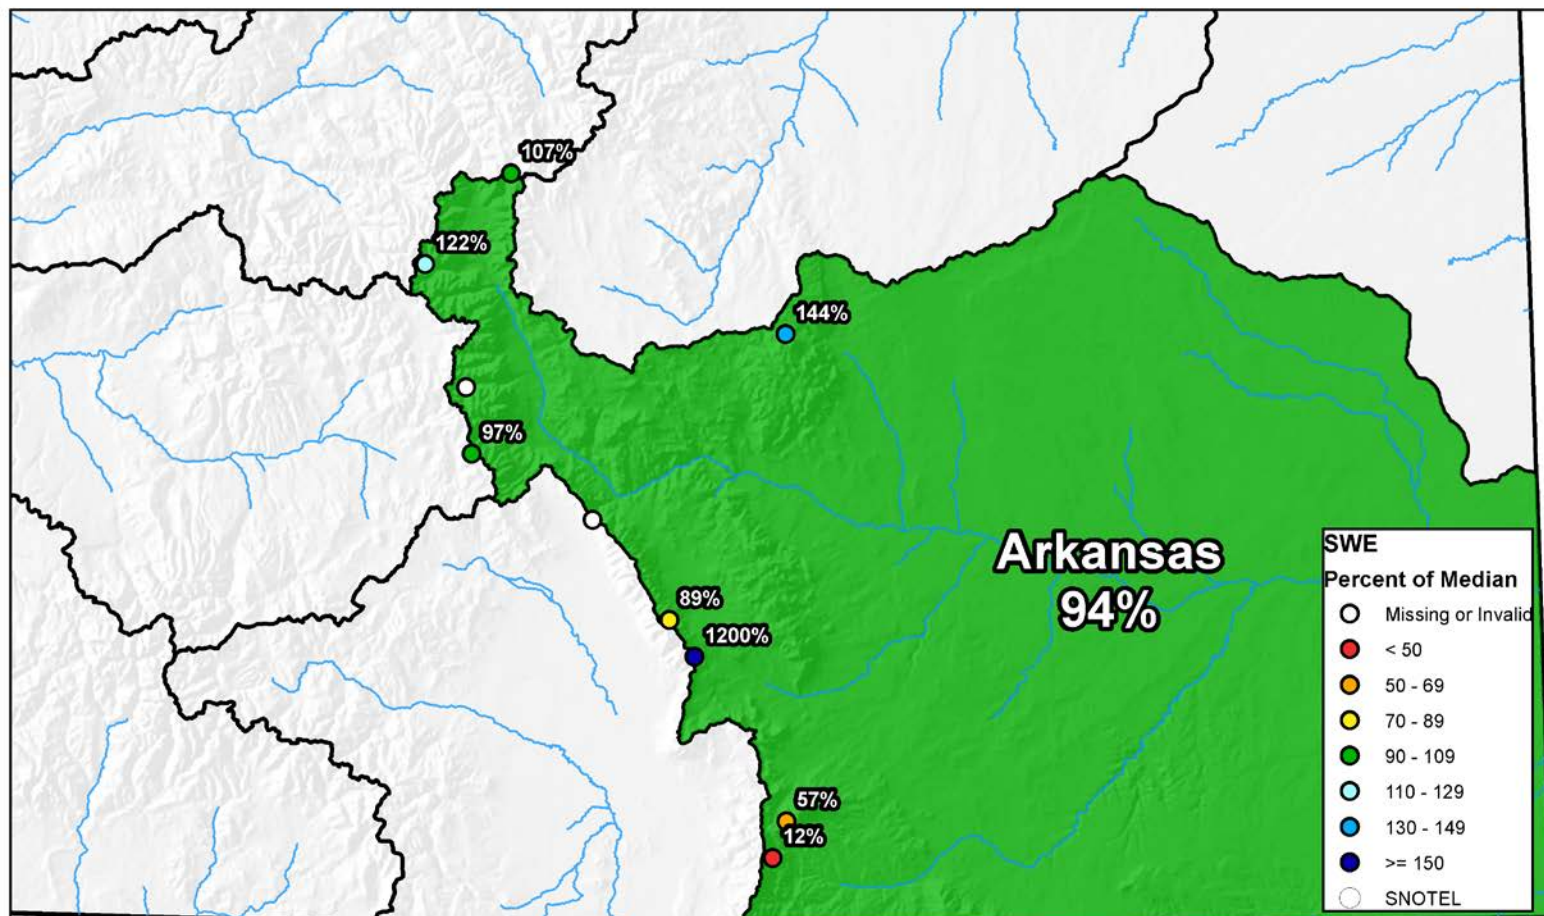 107%
122%
144%
97%
Arkansas
94%
89%
1200%
57%
12%
SWE
Percent of Median
Missing or Invalid
< 50
50 - 69
70 - 89
90 - 109
110 - 129
130 - 149
>= 150
SNOTEL